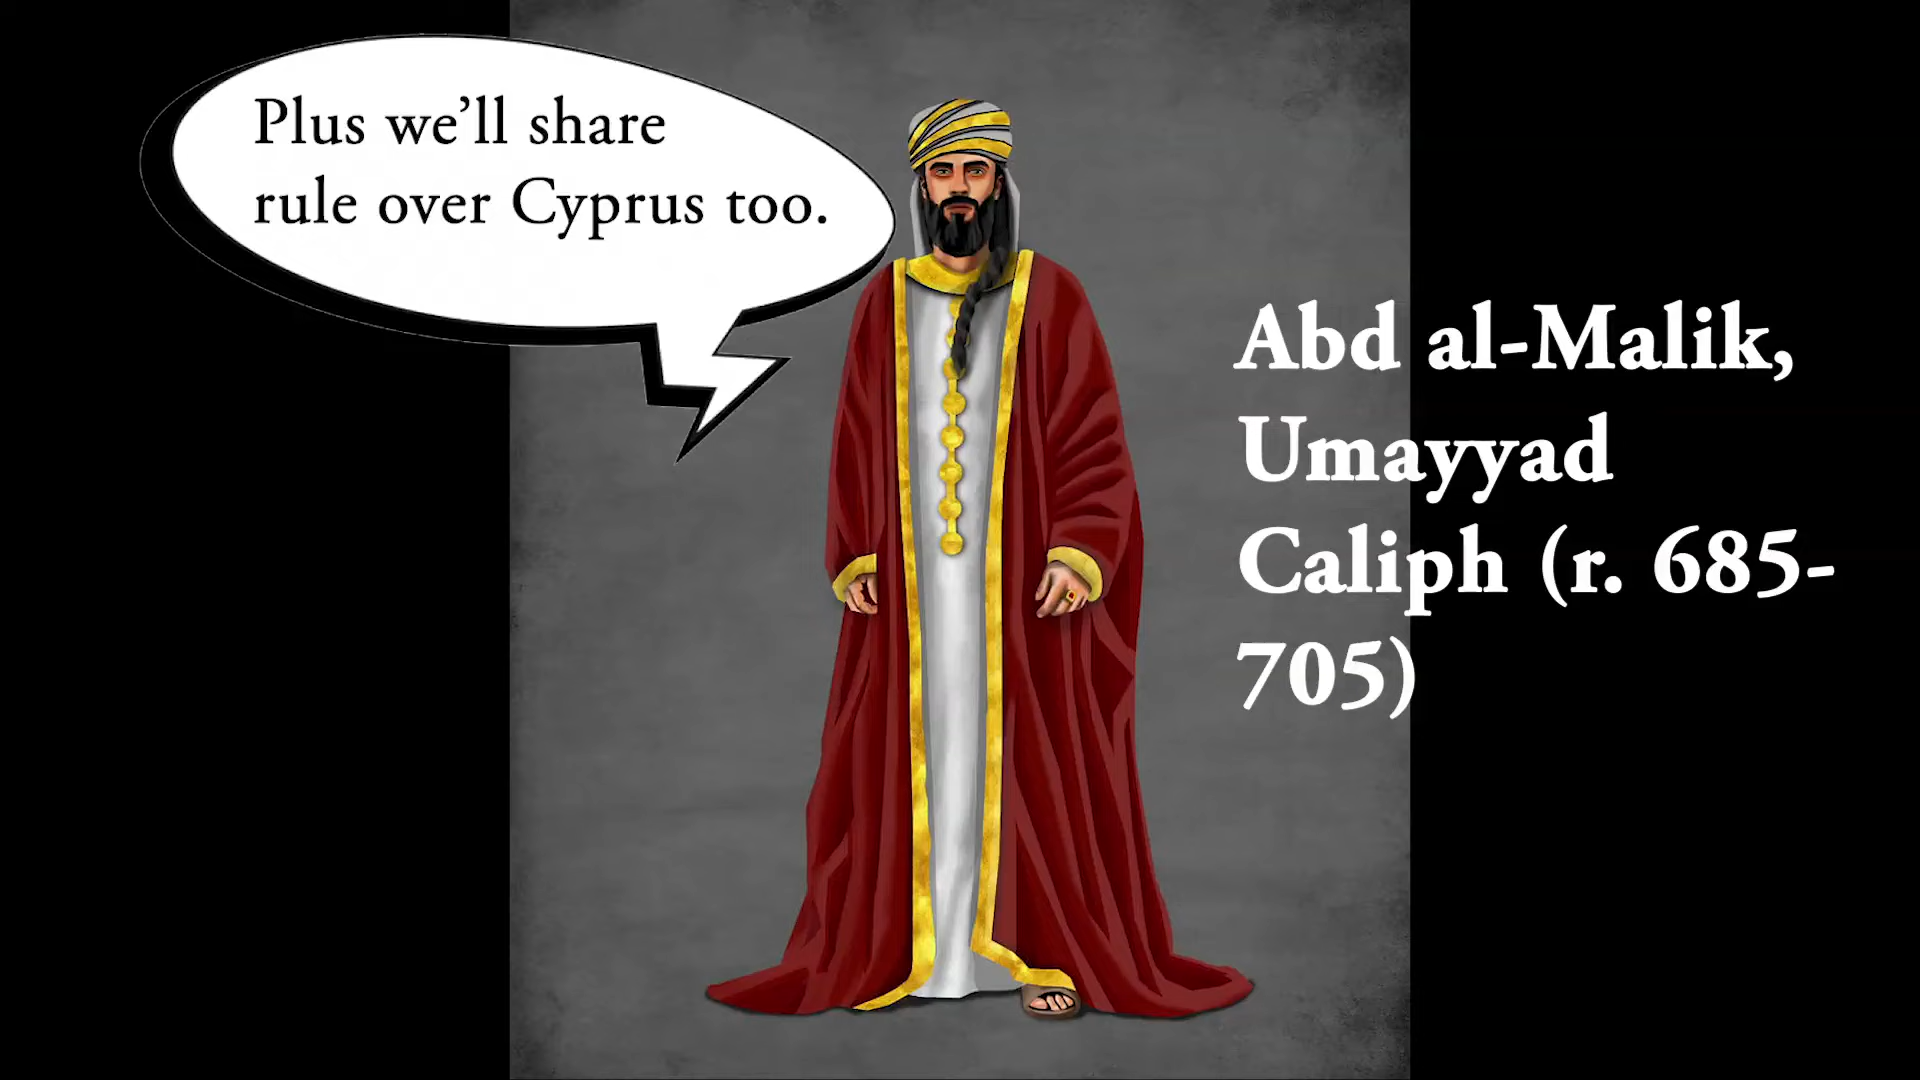 Plus we’ll share
rule over Cyprus too.
Abd al-Malik,
Umayyad
Caliph (r. 685-
705)